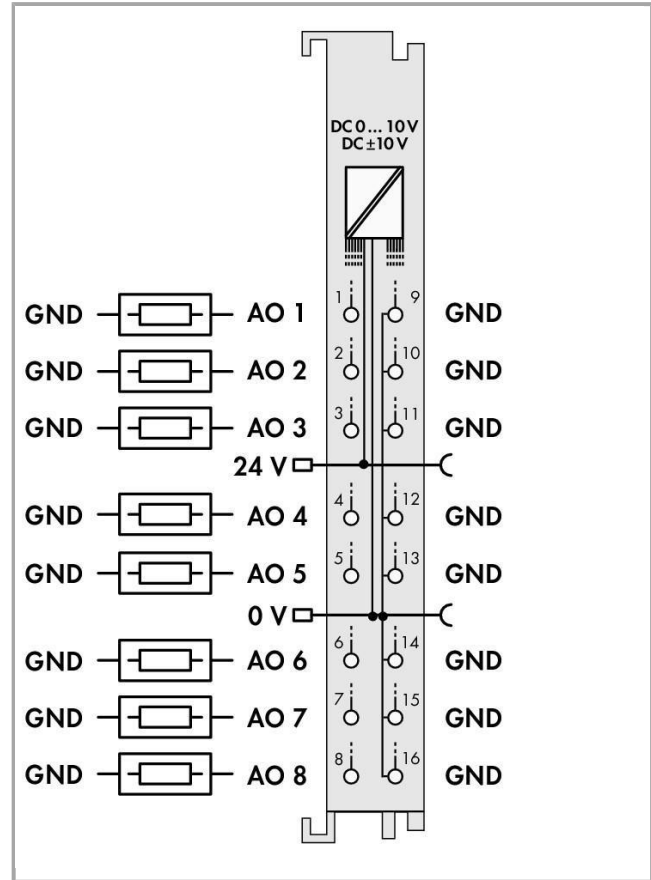 DC 0 ... 10 V
DC ±10 V
GND AO 1 1 9 GND
GND AO 2 2 10 GND
GND AO 3 3 11 GND
24 V
GND AO 4 4 12 GND
GND AO 5 5 13 GND
0 V
GND AO 6 6 14 GND
GND AO 7 7 15 GND
GND AO 8 8 16 GND